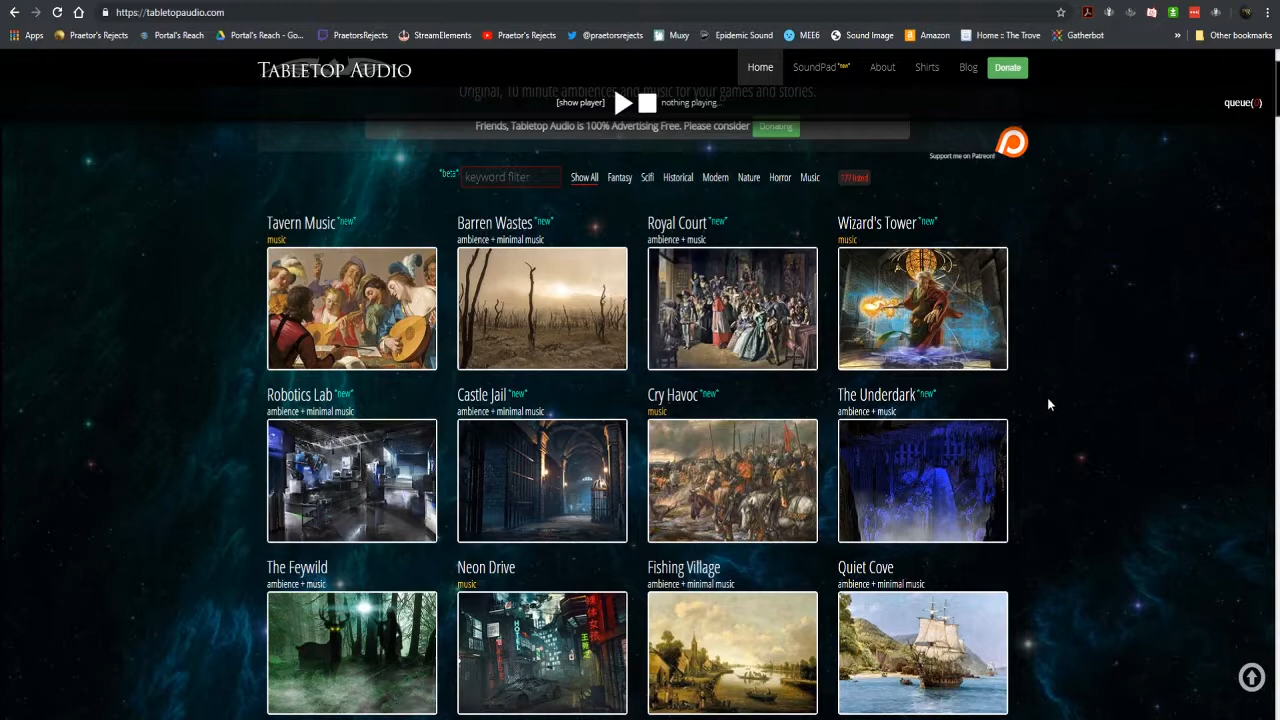 https://tabletopaudio.com
Apps Praetor's Rejects Portal's Reach Portal's Reach - Go... PraetorsRejects StreamElements Praetor's Rejects @praetorsrejects Muxy Epidemic Sound MEE6 Sound Image Amazon Home :: The Trove Gatherbot » Other bookmarks
TABLETOP AUDIO
Home SoundPad *new* About Shirts Blog Donate
Original, 10 minute ambiences and music for your games and stories.
[show player] nothing playing... queue(0)
Friends, Tabletop Audio is 100% Advertising Free. Please consider Donating
Support me on Patreon!
*beta* keyword filter Show All Fantasy Scifi Historical Modern Nature Horror Music 177 listed
Tavern Music *new* Barren Wastes *new* Royal Court *new* Wizard's Tower *new*
music ambience + minimal music ambience + music music
Robotics Lab *new* Castle Jail *new* Cry Havoc *new* The Underdark *new*
ambience + minimal music ambience + minimal music music ambience + music
The Feywild Neon Drive Fishing Village Quiet Cove
ambience + music music ambience + minimal music ambience + minimal music
HOTEL